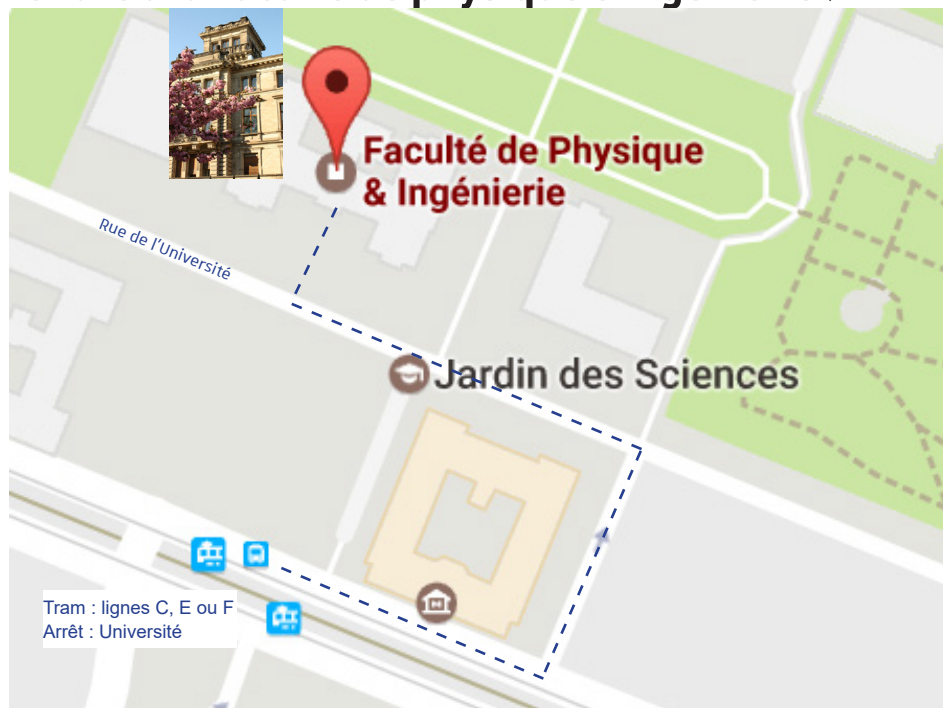 Faculté de Physique
& Ingénierie
Rue de l'Université
Jardin des Sciences
Tram : lignes C, E ou F
Arrêt : Université